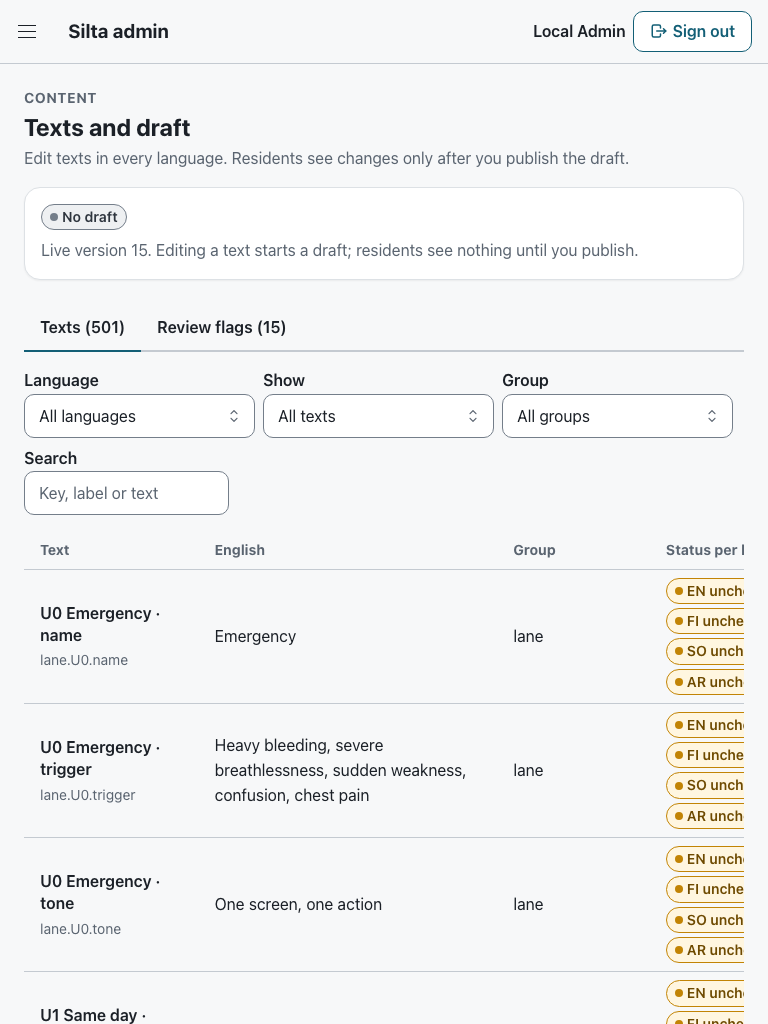 Silta admin
Local Admin
Sign out
CONTENT
Texts and draft
Edit texts in every language. Residents see changes only after you publish the draft.
No draft
Live version 15. Editing a text starts a draft; residents see nothing until you publish.
Texts (501)
Review flags (15)
Language
Show
Group
All languages
All texts
All groups
Search
Key, label or text
Text
English
Group
Status per
U0 Emergency ·
name
lane.U0.name
Emergency
lane
EN unche
FI unche
SO unch
AR unch
U0 Emergency ·
trigger
lane.U0.trigger
Heavy bleeding, severe
breathlessness, sudden weakness,
confusion, chest pain
lane
EN unche
FI unche
SO unch
AR unch
U0 Emergency ·
tone
lane.U0.tone
One screen, one action
lane
EN unche
FI unche
SO unch
AR unch
U1 Same day ·
EN unche
FI unche